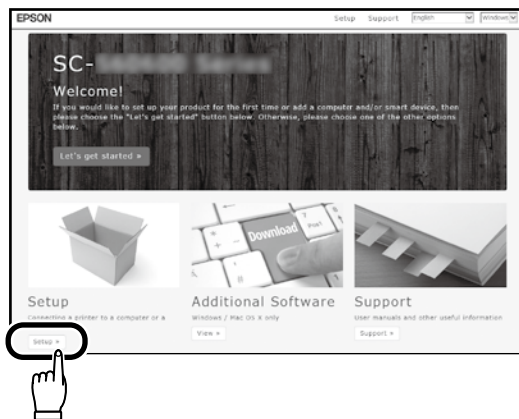 EPSON
Setup Support English Windows
SC-
Welcome!
If you would like to set up your product for the first time or add a computer and/or smart device, then
please choose the "Let's get started" button below. Otherwise, please choose one of the other options
below.
Let's get started »
Download
Setup
Additional Software
Support
Connecting a printer to a computer or a
Windows / Mac OS X only
User manuals and other useful information
Setup »
View »
Support »